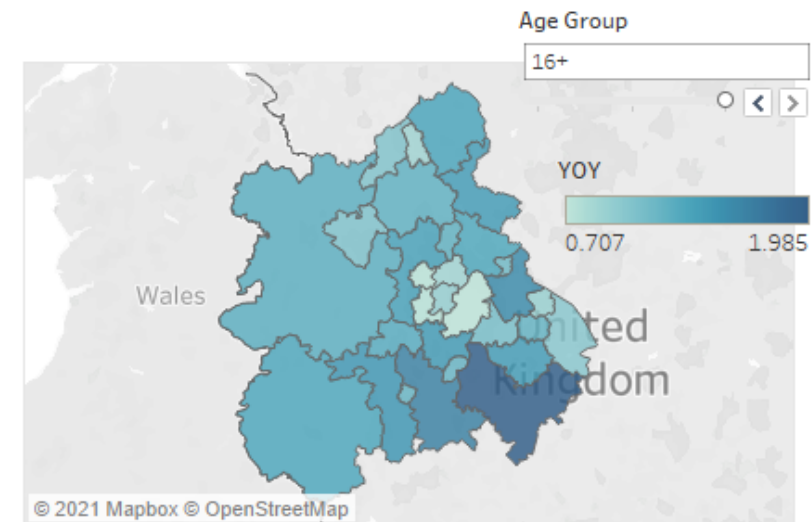 Age Group
16+
YOY
0.707 1.985
Wales
United
Kingdom
© 2021 Mapbox © OpenStreetMap